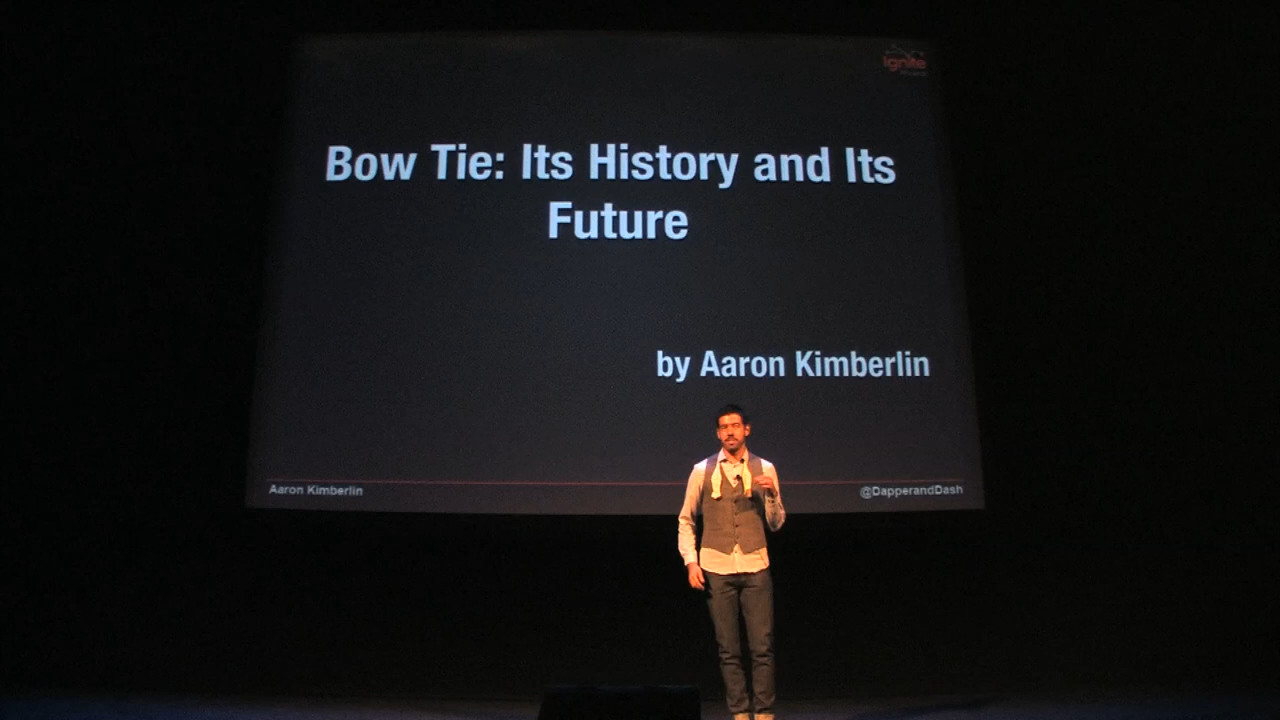 Ignite
Bow Tie: Its History and Its
Future
by Aaron Kimberlin
Aaron Kimberlin
@DapperandDash